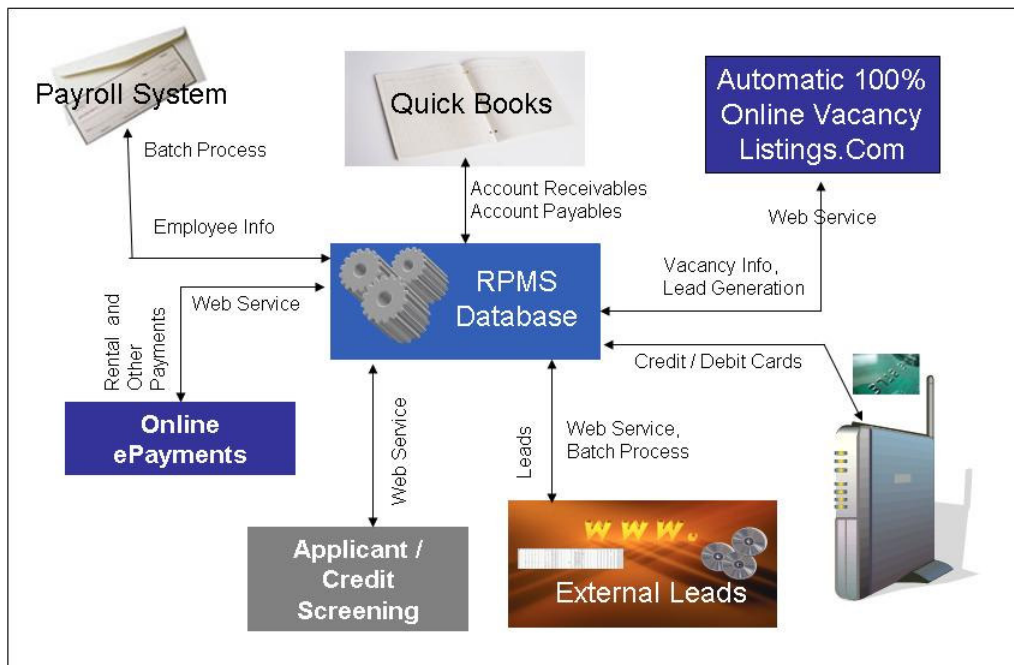 Payroll System
Quick Books
Automatic 100%
Online Vacancy
Listings.Com
Batch Process
Account Receivables
Account Payables
Web Service
Employee Info
RPMS
Database
Vacancy Info,
Lead Generation
Web Service
Rental and
Other
Payments
Credit / Debit Cards
Online
ePayments
Web Service
Leads
Web Service,
Batch Process
Applicant /
Credit
Screening
www.
External Leads